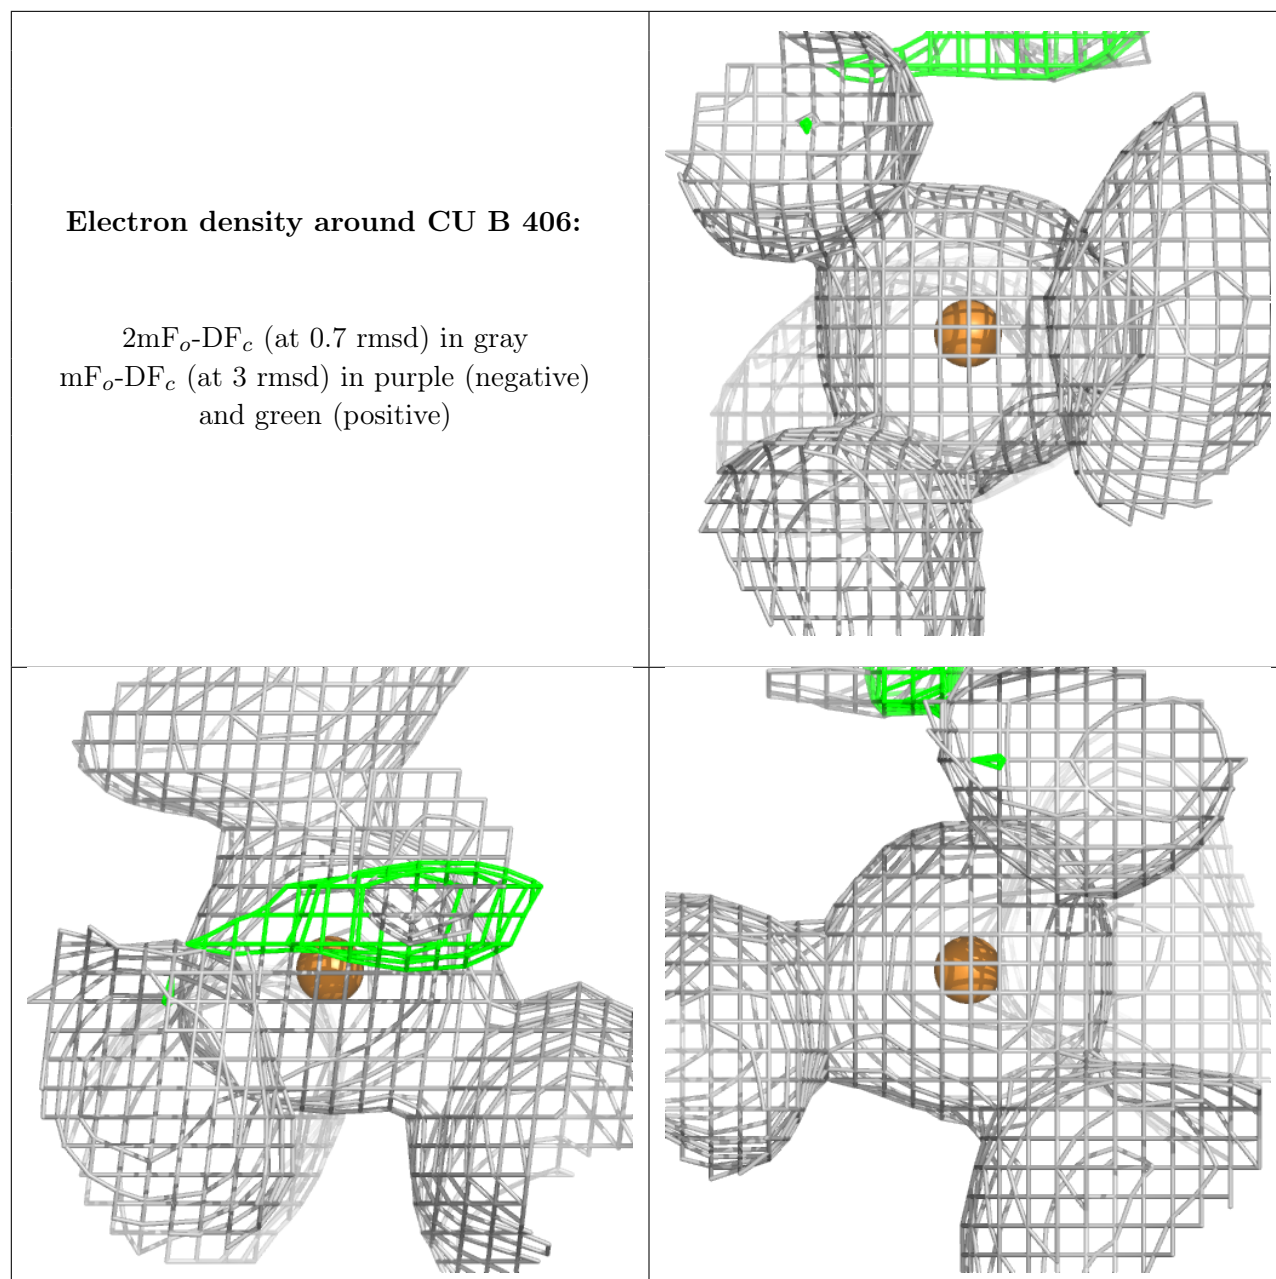 Electron density around CU B 406:
2mFo-DFc (at 0.7 rmsd) in gray
mFo-DFc (at 3 rmsd) in purple (negative)
and green (positive)